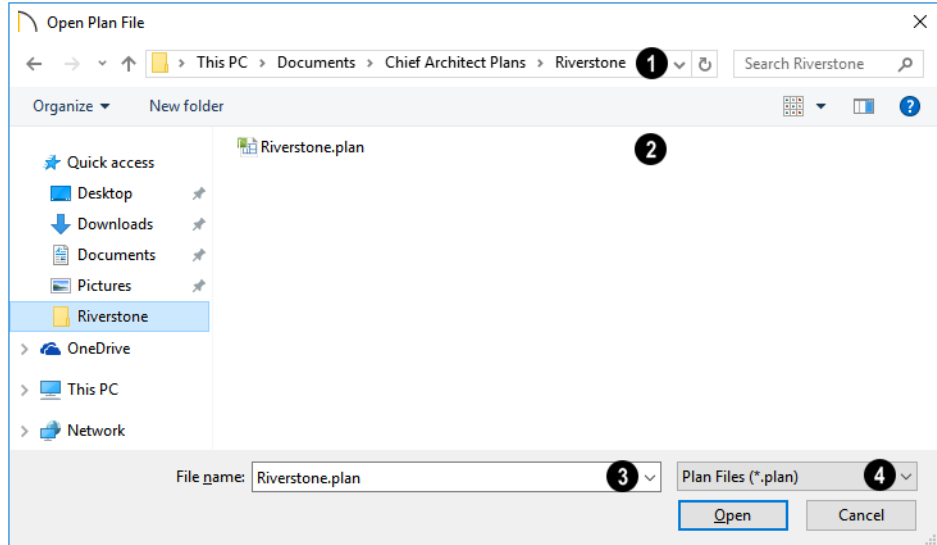 Open Plan File
This PC > Documents > Chief Architect Plans > Riverstone 1 Search Riverstone
Organize New folder ?
Riverstone.plan 2
Quick access
Desktop
Downloads
Documents
Pictures
Riverstone
OneDrive
This PC
Network
File name: Riverstone.plan 3 Plan Files (*.plan) 4
Open Cancel